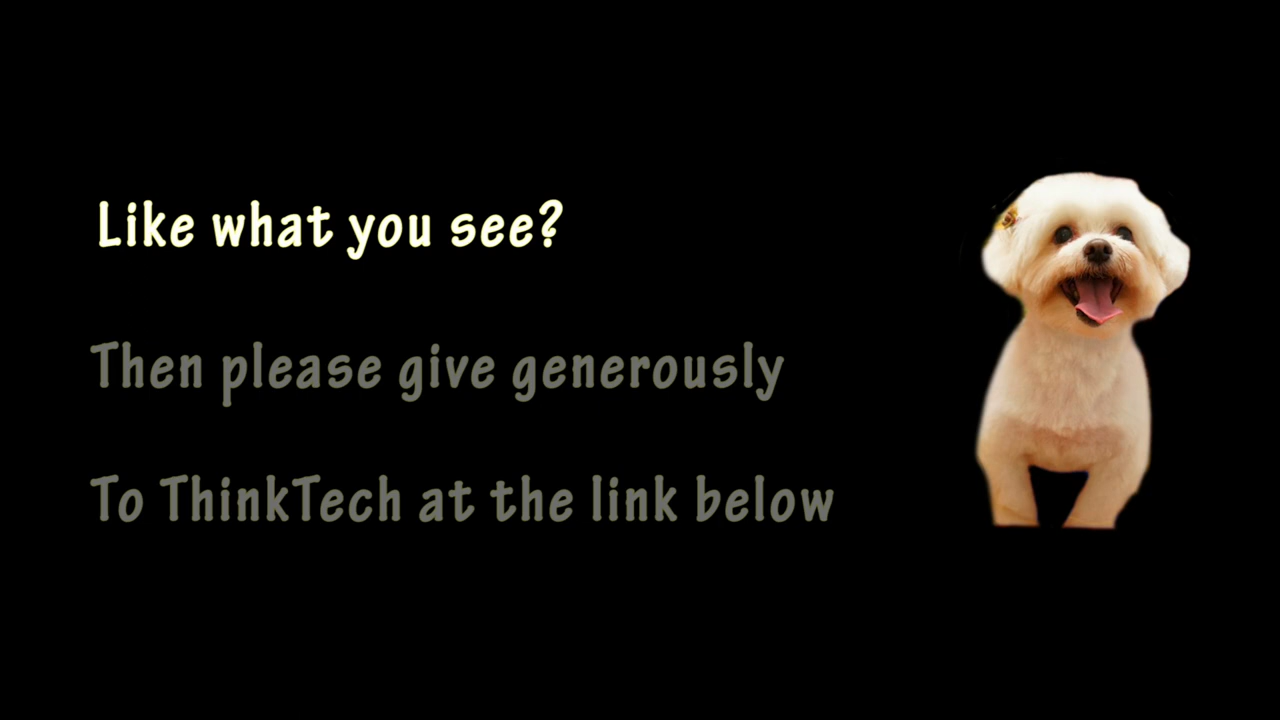 Like what you see?
Then please give generously
To ThinkTech at the link below